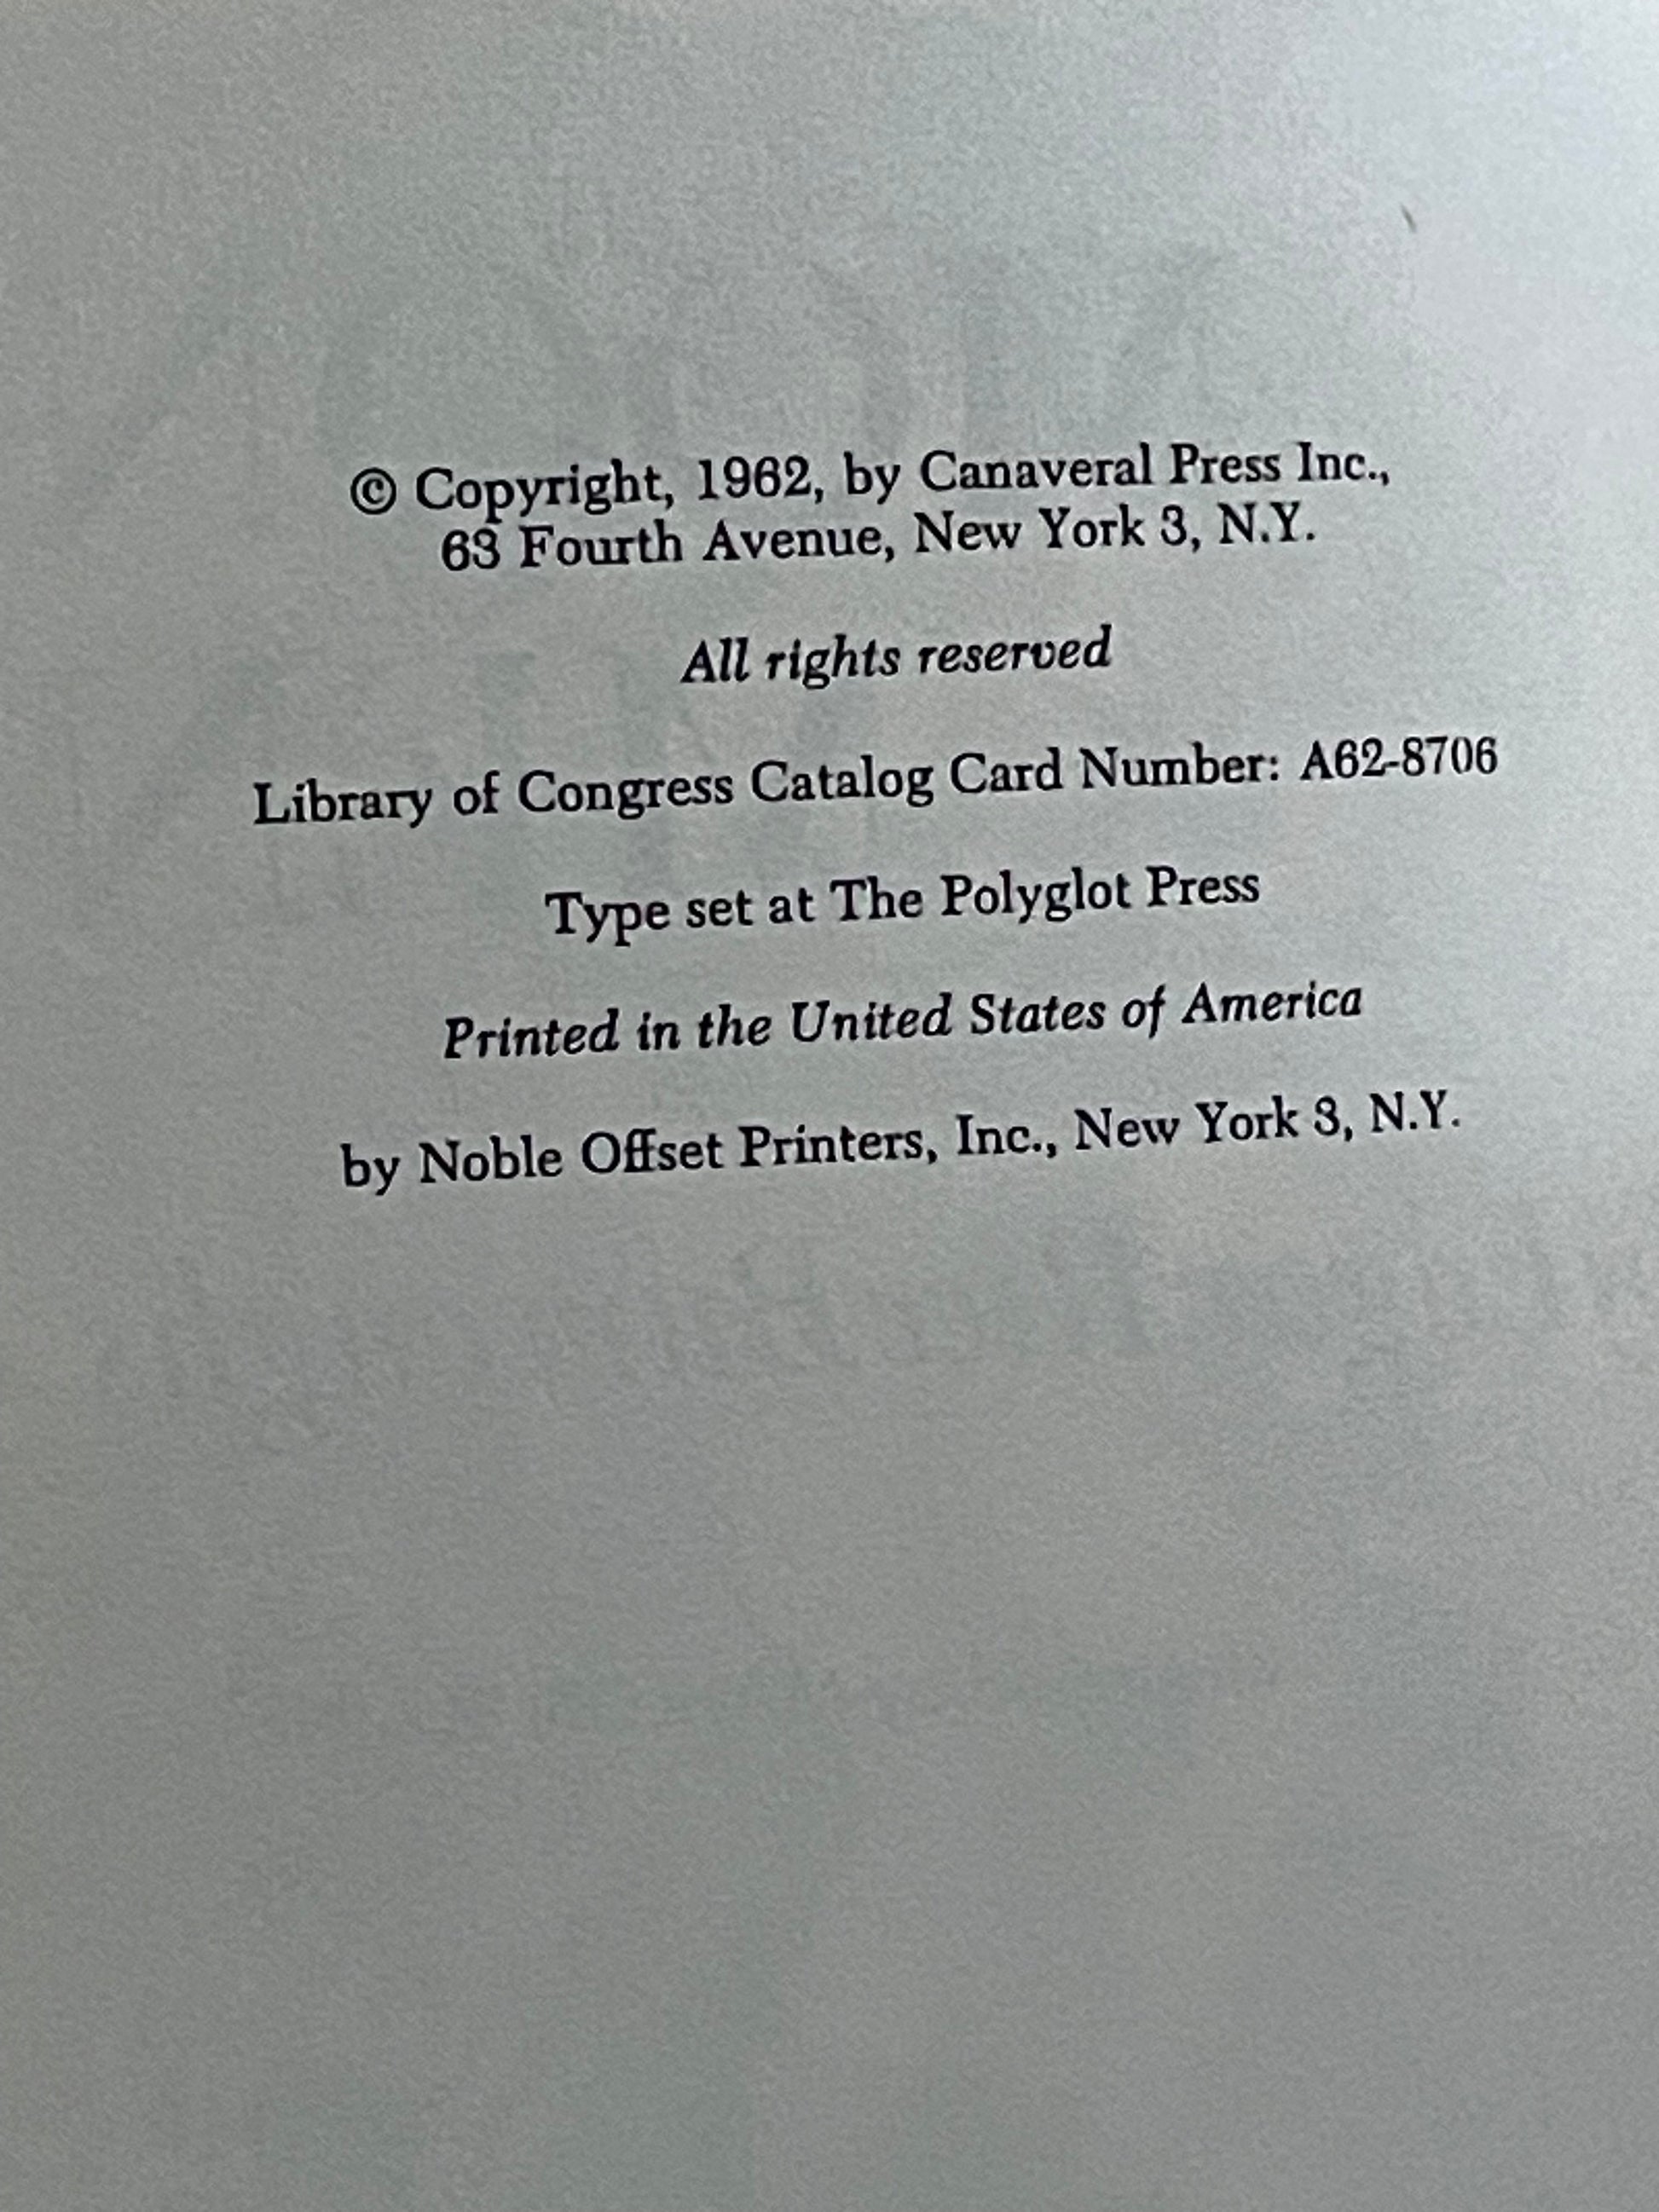 © Copyright, 1962, by Canaveral Press Inc.,
63 Fourth Avenue, New York 3, N.Y.
All rights reserved
Library of Congress Catalog Card Number: A62-8706
Type set at The Polyglot Press
Printed in the United States of America
by Noble Offset Printers, Inc., New York 3, N.Y.